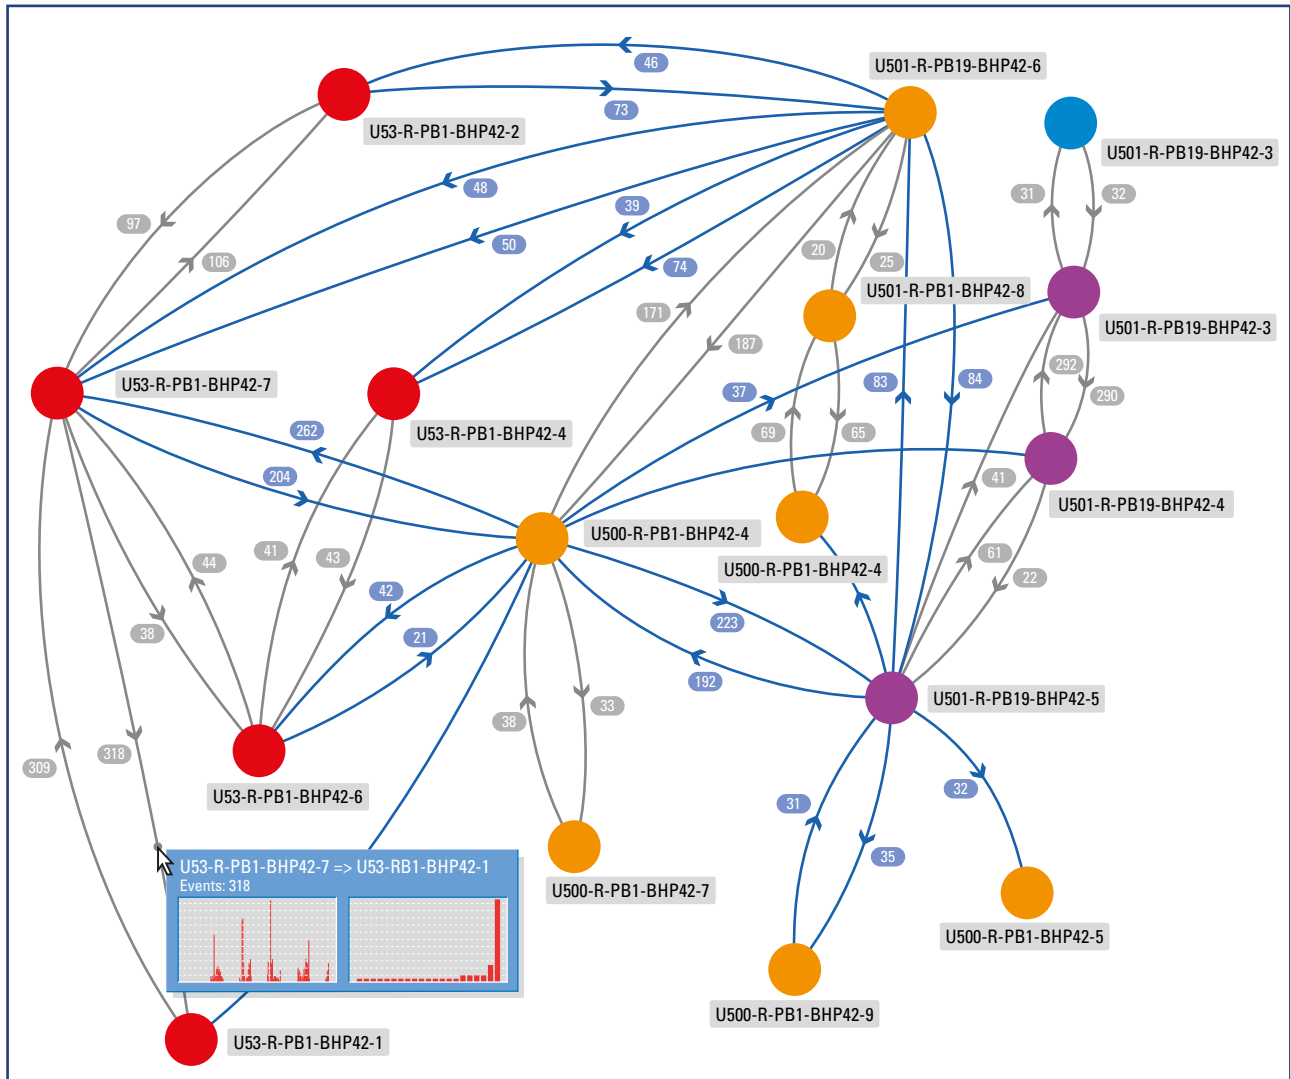 46
U501-R-PB19-BHP42-6
73
U53-R-PB1-BHP42-2
U501-R-PB19-BHP42-3
48
31
32
39
97
50
20
106
25
74
U501-R-PB1-BHP42-8
171
U501-R-PB19-BHP42-3
187
292
U53-R-PB1-BHP42-7
83
84
37
290
262
U53-R-PB1-BHP42-4
69
65
204
41
U501-R-PB19-BHP42-4
U500-R-PB1-BHP42-4
41
43
61
44
U500-R-PB1-BHP42-4
22
42
223
38
21
192
U501-R-PB19-BHP42-5
33
38
318
309
U53-R-PB1-BHP42-6
32
31
35
U53-R-PB1-BHP42-7 => U53-RB1-BHP42-1
Events: 318
U500-R-PB1-BHP42-7
U500-R-PB1-BHP42-5
U500-R-PB1-BHP42-9
U53-R-PB1-BHP42-1